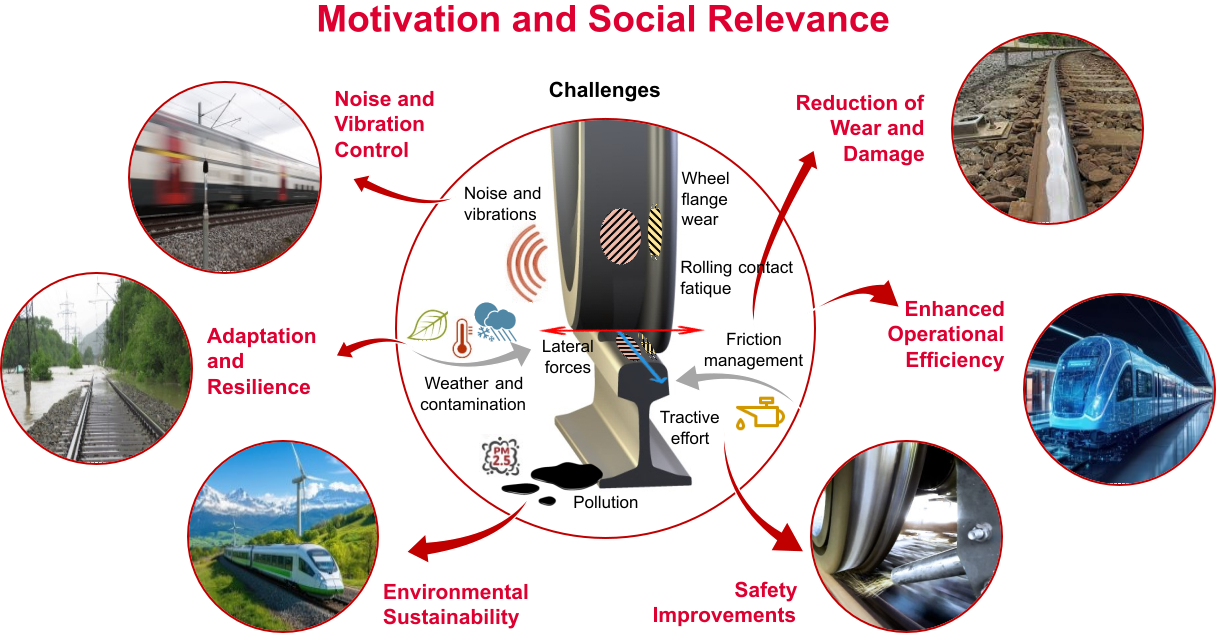 Motivation and Social Relevance
Challenges
Noise and
Vibration
Control
Reduction of
Wear and
Damage
Noise and
vibrations
Wheel
flange
wear
Rolling contact
fatique
Adaptation
and
Resilience
Enhanced
Operational
Efficiency
Lateral
forces
Friction
management
Weather and
contamination
Tractive
effort
PM
2.5
Pollution
Environmental
Sustainability
Safety
Improvements